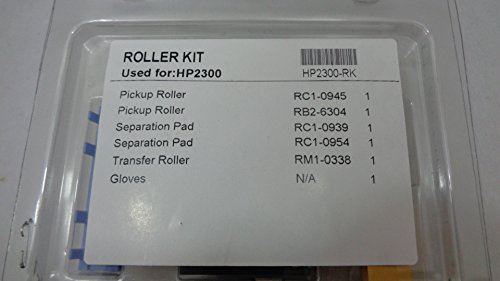 ROLLER KIT
Used for:HP2300 HP2300-RK
Pickup Roller RC1-0945 1
Pickup Roller RB2-6304 1
Separation Pad RC1-0939 1
Separation Pad RC1-0954 1
Transfer Roller RM1-0338 1
Gloves N/A 1